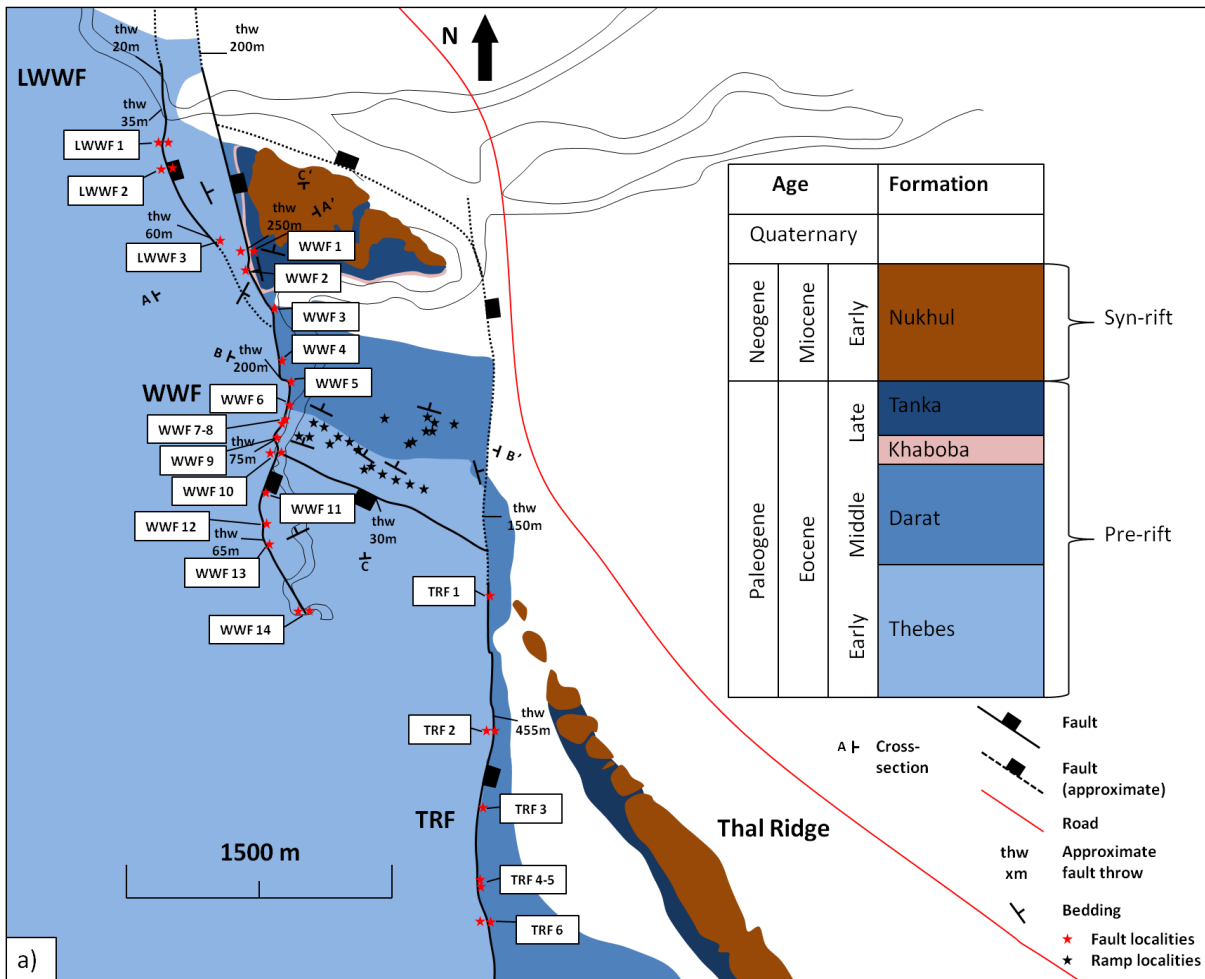 thw
20m
thw
200m
N
LWWF
thw
35m
LWWF 1
LWWF 2
C'
A'
thw
250m
thw
60m
WWF 1
LWWF 3
WWF 2
A
WWF 3
WWF 4
B
thw
200m
WWF 5
WWF
WWF 6
WWF 7-8
WWF 9
thw
75m
B'
WWF 10
WWF 11
thw
150m
WWF 12
thw
30m
thw
65m
C
WWF 13
TRF 1
WWF 14
thw
455m
TRF 2
TRF 3
TRF
Thal Ridge
1500 m
TRF 4-5
TRF 6
a)
Age
Formation
Quaternary
Neogene
Miocene
Early
Nukhul
Syn-rift
Paleogene
Eocene
Late
Tanka
Khaboba
Middle
Darat
Pre-rift
Early
Thebes
A
Cross-
section
Fault
Fault
(approximate)
Road
thw
xm
Approximate
fault throw
Bedding
Fault localities
Ramp localities